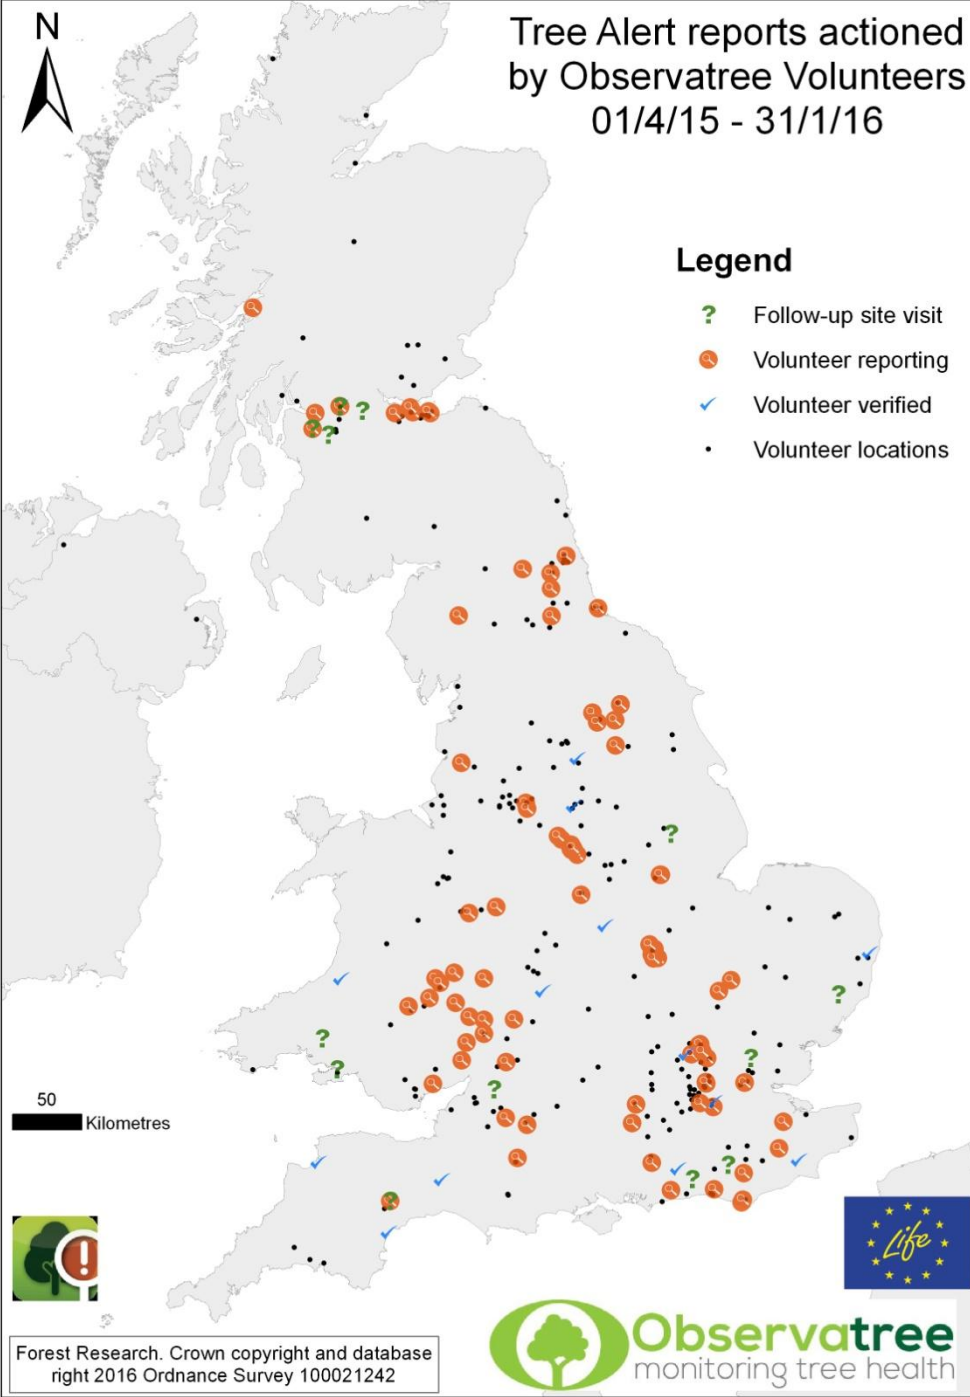 N
Tree Alert reports actioned
by Observatree Volunteers
01/4/15 - 31/1/16
Legend
? Follow-up site visit
Volunteer reporting
Volunteer verified
Volunteer locations
50
Kilometres
!
Life
Observatree
monitoring tree health
Forest Research. Crown copyright and database
right 2016 Ordnance Survey 100021242